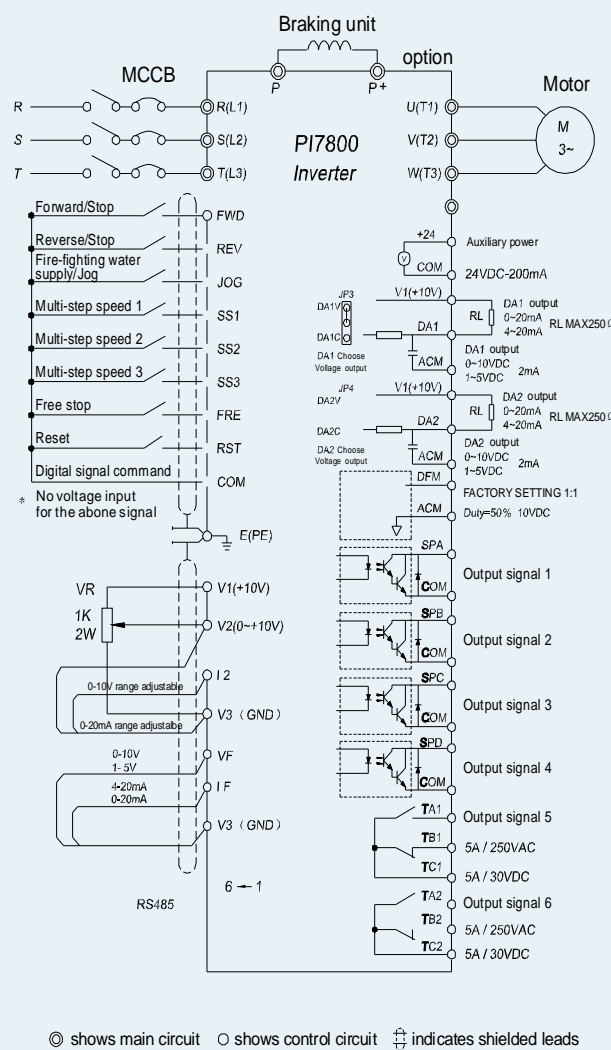 Braking unit
MCCB
P
P+
option
Motor
R
R(L1)
U(T1)
S
S(L2)
PI7800
Inverter
V(T2)
M
3~
T
T(L3)
W(T3)
Forward/Stop
FWD
Reverse/Stop
REV
Fire-fighting water
supply/Jog
JOG
Multi-step speed 1
SS1
Multi-step speed 2
SS2
Multi-step speed 3
SS3
Free stop
FRE
Reset
RST
Digital signal command
COM
* No voltage input
for the abone signal
E(PE)
VR
1K
2W
V1(+10V)
V2(0~+10V)
I2
0-10V range adjustable
0-20mA range adjustalbe
V3 (GND)
0-10V
1-5V
VF
4-20mA
0-20mA
IF
V3 (GND)
RS485
6 ← 1
+24
V
COM
Auxiliary power
24VDC-200mA
JP3
DA1V
DA1C
DA1 Choose
Voltage output
V1(+10V)
DA1
ACM
RL
DA1 output
0~20mA
4~20mA
RL MAX250Ω
DA1 output
0~10VDC
1~5VDC
2mA
JP4
DA2V
DA2C
DA2 Choose
Voltage output
V1(+10V)
DA2
ACM
RL
DA2 output
0~20mA
4~20mA
RL MAX250Ω
DA2 output
0~10VDC
1~5VDC
2mA
DFM
FACTORY SETTING 1:1
ACM
Duty=50% 10VDC
SPA
COM
Output signal 1
SPB
COM
Output signal 2
SPC
COM
Output signal 3
SPD
COM
Output signal 4
TA1
Output signal 5
TB1
5A / 250VAC
TC1
5A / 30VDC
TA2
Output signal 6
TB2
5A / 250VAC
TC2
5A / 30VDC
shows main circuit
shows control circuit
indicates shielded leads